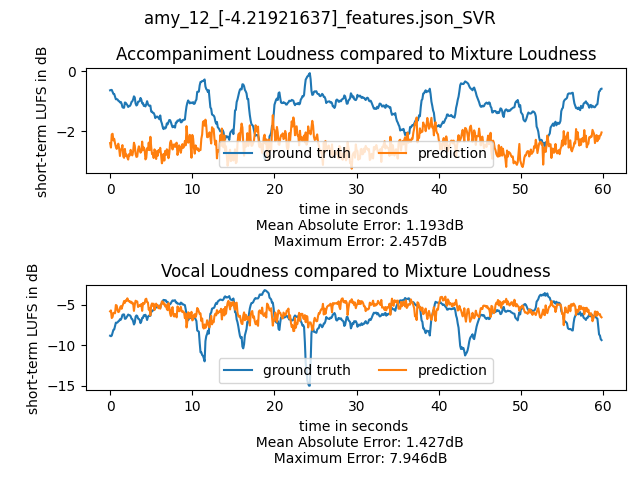 amy_12_[-4.21921637]_features.json_SVR
Accompaniment Loudness compared to Mixture Loudness
short-term LUFS in dB
0
−2
ground truth
prediction
0 10 20 30 40 50 60
time in seconds
Mean Absolute Error: 1.193dB
Maximum Error: 2.457dB
Vocal Loudness compared to Mixture Loudness
short-term LUFS in dB
−5
−10
−15
ground truth
prediction
0 10 20 30 40 50 60
time in seconds
Mean Absolute Error: 1.427dB
Maximum Error: 7.946dB